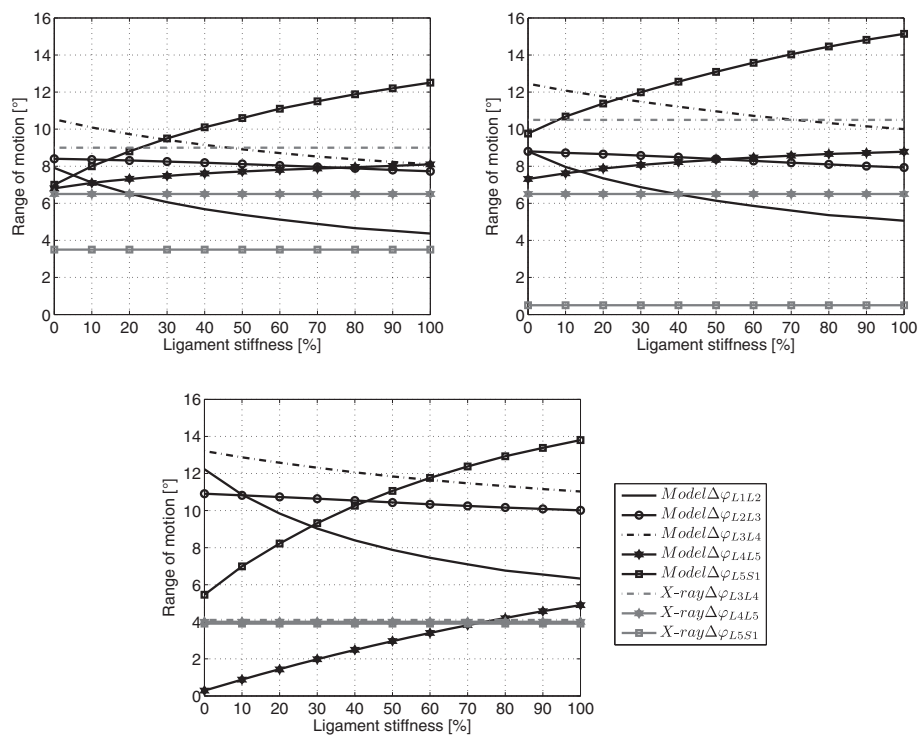 16
14
12
10
8
6
4
2
0
Range of motion [°]
0 10 20 30 40 50 60 70 80 90 100
Ligament stiffness [%]
16
14
12
10
8
6
4
2
0
Range of motion [°]
0 10 20 30 40 50 60 70 80 90 100
Ligament stiffness [%]
16
14
12
10
8
6
4
2
0
Range of motion [°]
0 10 20 30 40 50 60 70 80 90 100
Ligament stiffness [%]
ModelΔφL1L2
ModelΔφL2L3
ModelΔφL3L4
ModelΔφL4L5
ModelΔφL5S1
X-rayΔφL3L4
X-rayΔφL4L5
X-rayΔφL5S1